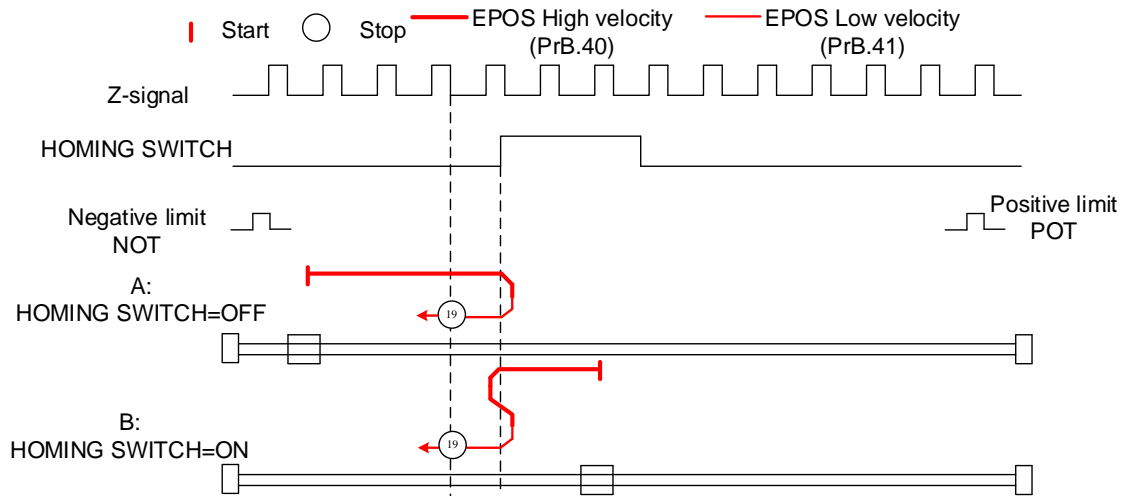 Start
Stop
EPOS High velocity
(PrB.40)
EPOS Low velocity
(PrB.41)
Z-signal
HOMING SWITCH
Negative limit
NOT
Positive limit
POT
A:
HOMING SWITCH=OFF
19
B:
HOMING SWITCH=ON
19